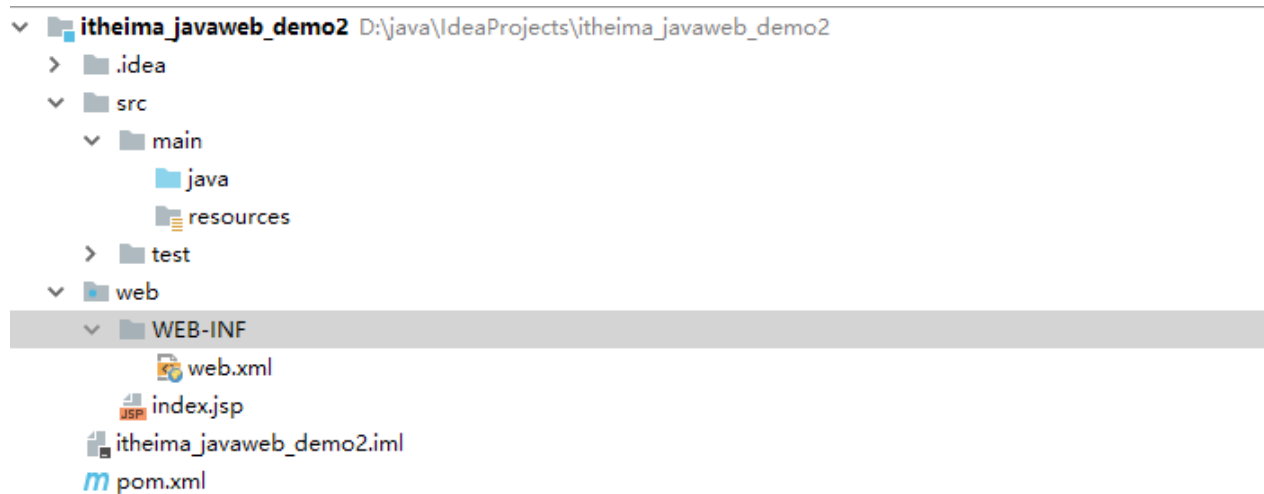 itheima_javaweb_demo2 D:\java\IdeaProjects\itheima_javaweb_demo2
.idea
src
main
java
resources
test
web
WEB-INF
web.xml
JSP index.jsp
itheima_javaweb_demo2.iml
m pom.xml